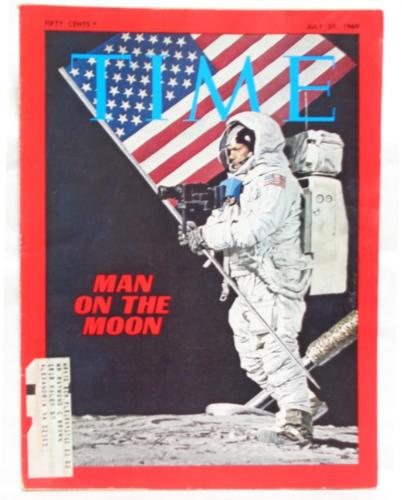 FIFTY CENTS
JULY 25, 1969
TIME
MAN
ON THE
MOON